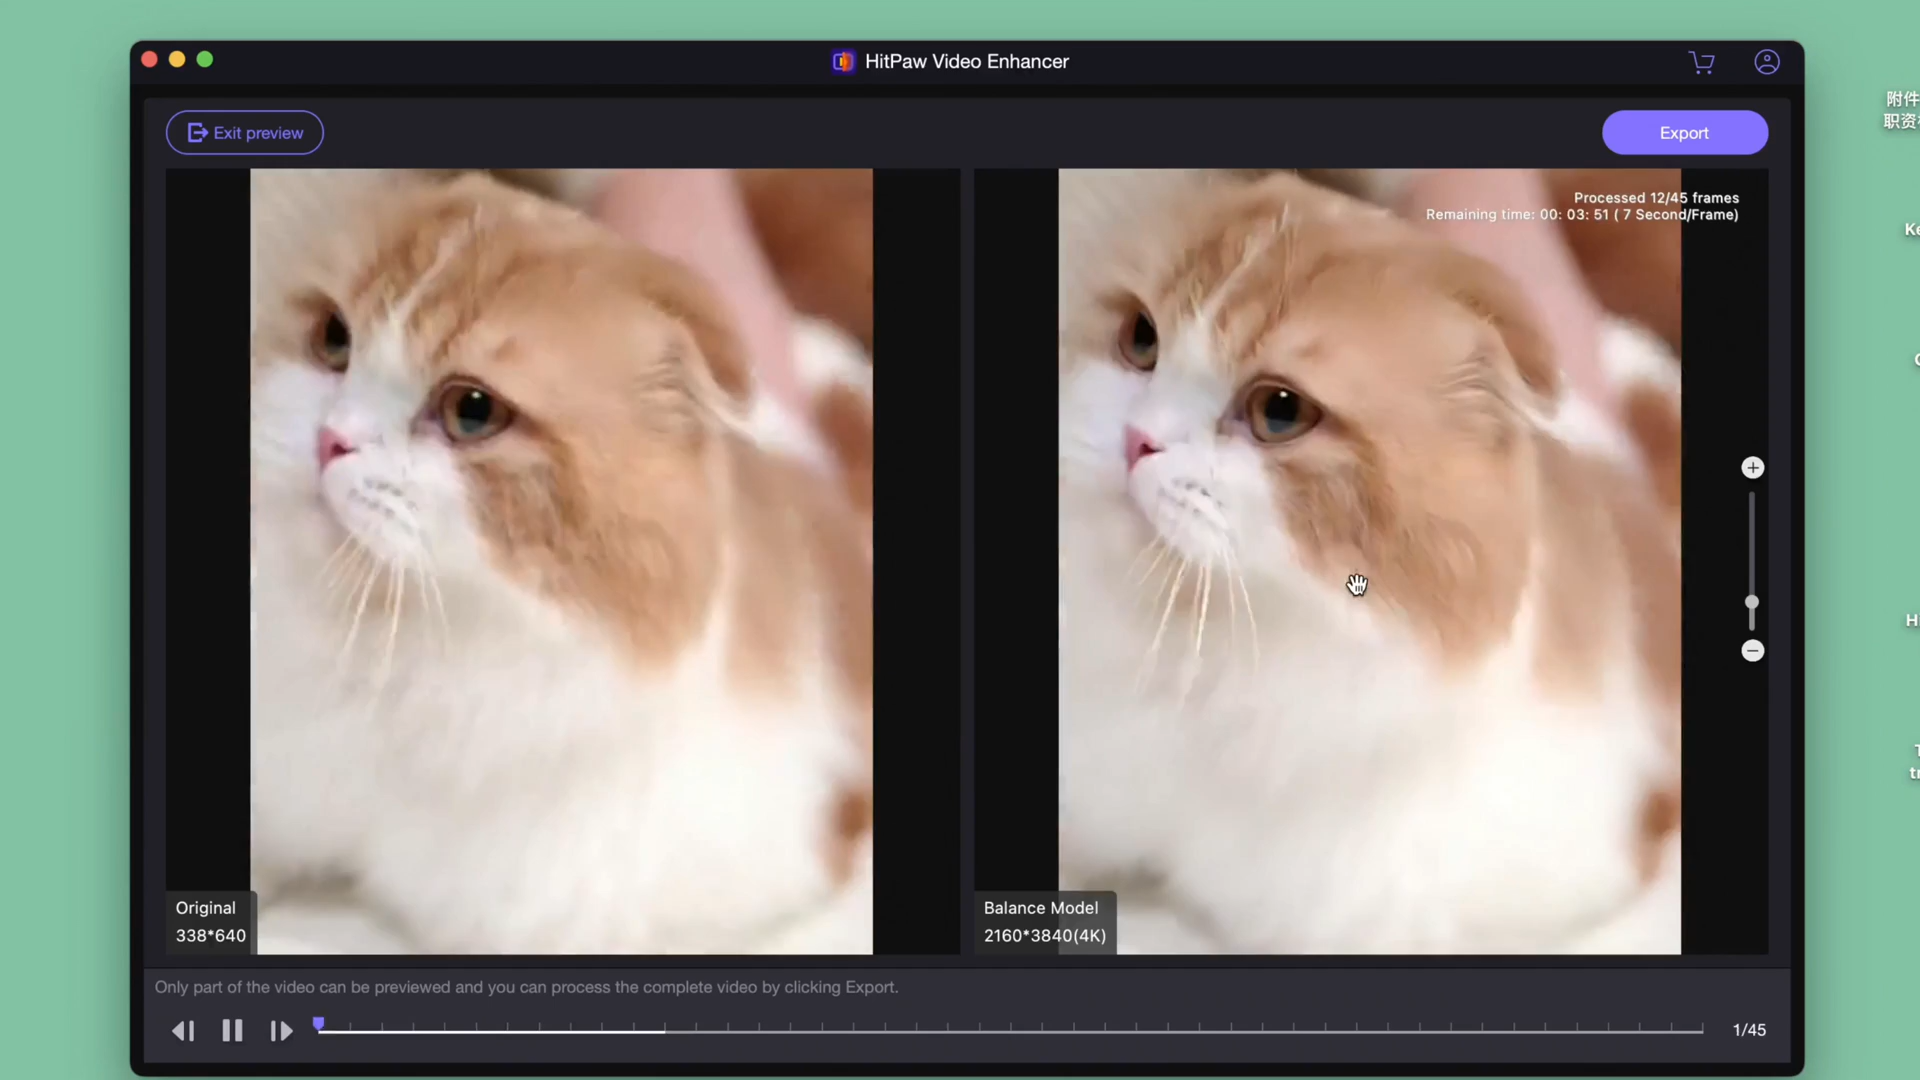 HitPaw Video Enhancer
附件
职资
Exit preview
Export
Processed 12/45 frames
Remaining time: 00: 03: 51 ( 7 Second/Frame)
Original
338*640
Balance Model
2160*3840(4K)
Only part of the video can be previewed and you can process the complete video by clicking Export.
1/45